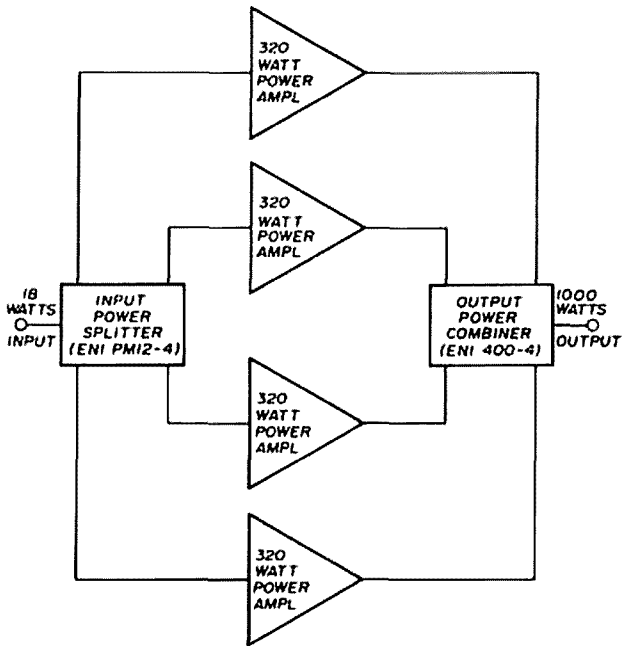 320
WATT
POWER
AMPL
320
WATT
POWER
AMPL
18
WATTS
INPUT
INPUT
POWER
SPLITTER
(ENI PM12-4)
OUTPUT
POWER
COMBINER
(ENI 400-4)
1000
WATTS
OUTPUT
320
WATT
POWER
AMPL
320
WATT
POWER
AMPL